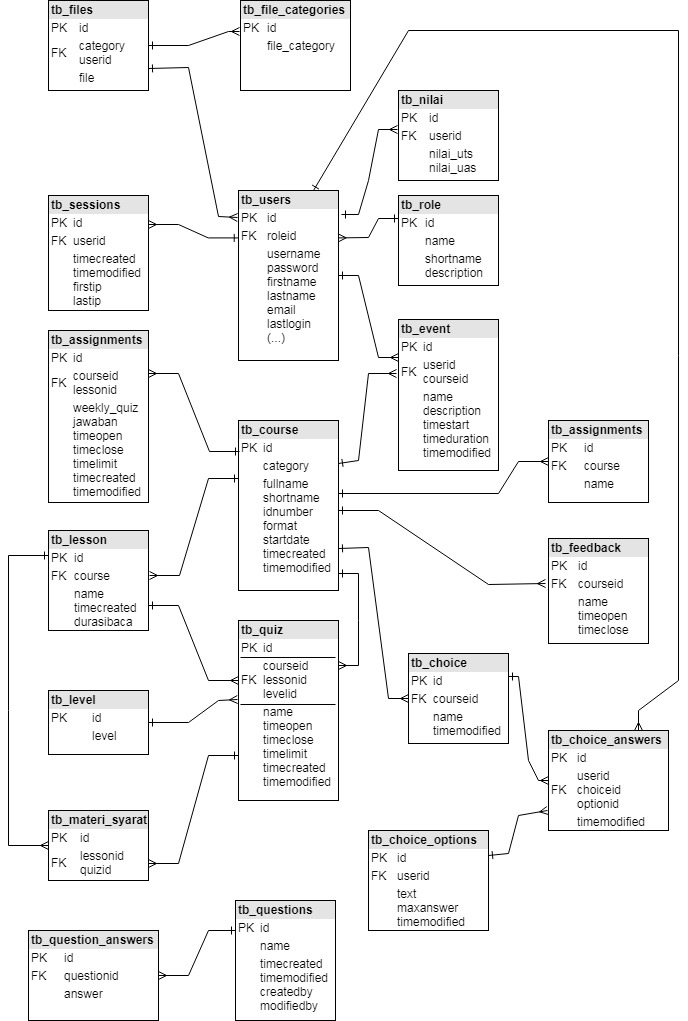 tb_files
PK id
category
FK
userid
file
tb_file_categories
PK id
file_category
tb_nilai
PK id
FK userid
nilai_uts
nilai_uas
tb_sessions
PK id
FK userid
timecreated
timemodified
firstip
lastip
tb_users
PK id
FK roleid
username
password
firstname
lastname
email
lastlogin
(...)
tb_role
PK id
name
shortname
description
tb_assignments
PK id
courseid
FK
lessonid
weekly_quiz
jawaban
timeopen
timeclose
timelimit
timecreated
timemodified
tb_event
PK id
userid
FK courseid
name
description
timestart
timeduration
timemodified
tb_course
PK id
category
fullname
shortname
idnumber
format
startdate
timecreated
timemodified
tb_assignments
PK id
FK course
name
tb_lesson
PK id
FK course
name
timecreated
durasibaca
tb_feedback
PK id
FK courseid
name
timeopen
timeclose
tb_quiz
PK id
courseid
FK lessonid
levelid
name
timeopen
timeclose
timelimit
timecreated
timemodified
tb_choice
PK id
FK courseid
name
timemodified
tb_level
PK id
level
tb_choice_answers
PK id
userid
FK choiceid
optionid
timemodified
tb_materi_syarat
PK id
lessonid
FK
quizid
tb_choice_options
PK id
FK userid
text
maxanswer
timemodified
tb_question_answers
PK id
FK questionid
answer
tb_questions
PK id
name
timecreated
timemodified
createdby
modifiedby